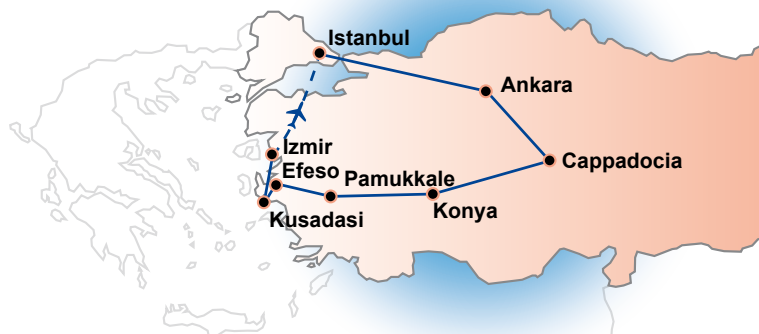 Istanbul
Ankara
Izmir
Cappadocia
Efeso
Pamukkale
Konya
Kusadasi